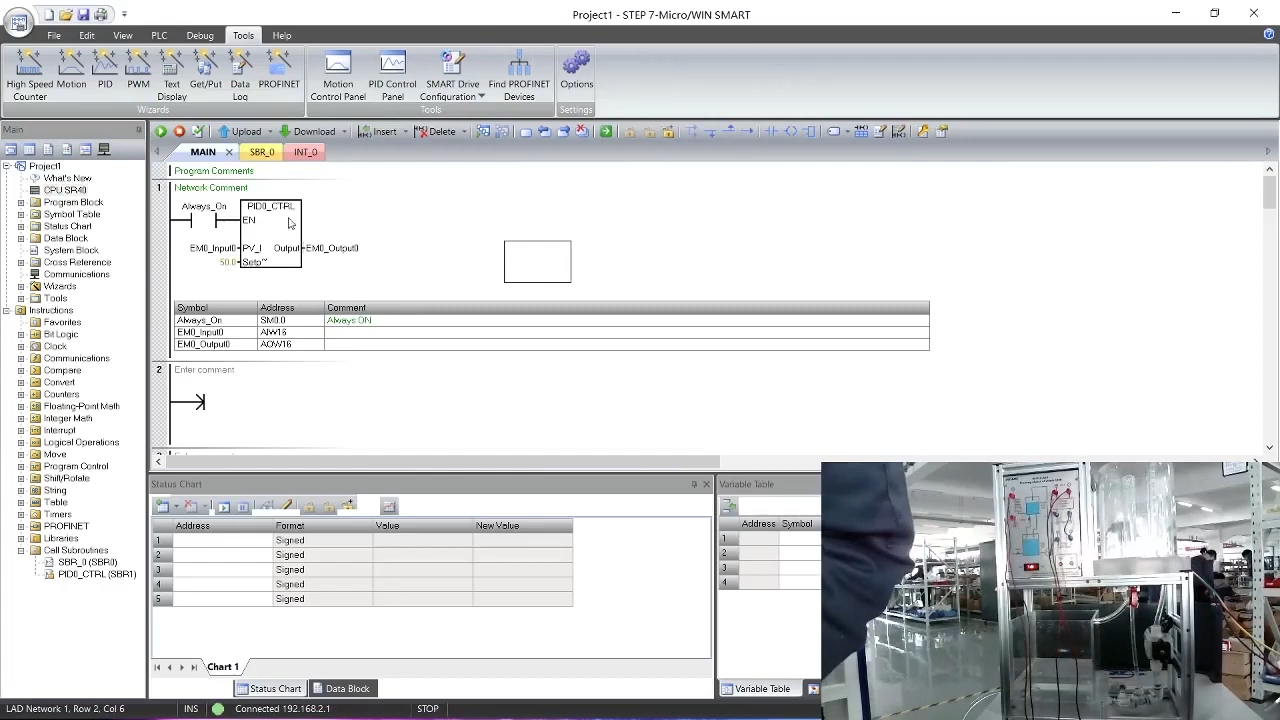 Project1 - STEP 7-Micro/WIN SMART
File Edit View PLC Debug Tools Help
High Speed Counter Motion PID PWM Text Display Get/Put Data Log PROFINET
Motion Control Panel PID Control Panel SMART Drive Configuration Find PROFINET Devices Options
Wizards Tools Settings
Main
Upload Download Insert Delete
MAIN SBR_0 INT_0
Project1
What's New
CPU SR40
Program Block
Symbol Table
Status Chart
Data Block
System Block
Cross Reference
Communications
Wizards
Tools
Instructions
Favorites
Bit Logic
Clock
Communications
Compare
Convert
Counters
Floating-Point Math
Integer Math
Interrupt
Logical Operations
Move
Program Control
Shift/Rotate
String
Table
Timers
PROFINET
Libraries
Call Subroutines
SBR_0 (SBR0)
PID0_CTRL (SBR1)
Program Comments
1 Network Comment
Always_On PID0_CTRL
EN
EM0_Input0 PV_I Output EM0_Output0
50.0 Setp~
Symbol Address Comment
Always_On SM0.0 Always ON
EM0_Input0 AIW16
EM0_Output0 AQW16
2 Enter comment
Status Chart
Address Format Value New Value
1 Signed
2 Signed
3 Signed
4 Signed
5 Signed
Chart 1
Status Chart Data Block
Variable Table
Address Symbol
1
2
3
4
Variable Table
LAD Network 1, Row 2, Col 6 INS Connected 192.168.2.1 STOP